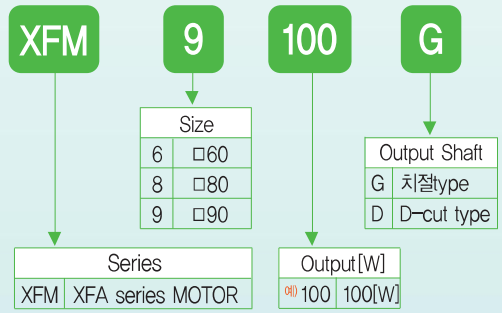 XFM 9 100 G
Size
6 □60
8 □80
9 □90
Output Shaft
G 치절type
D D-cut type
Series
XFM XFA series MOTOR
Output[W]
예) 100 100[W]